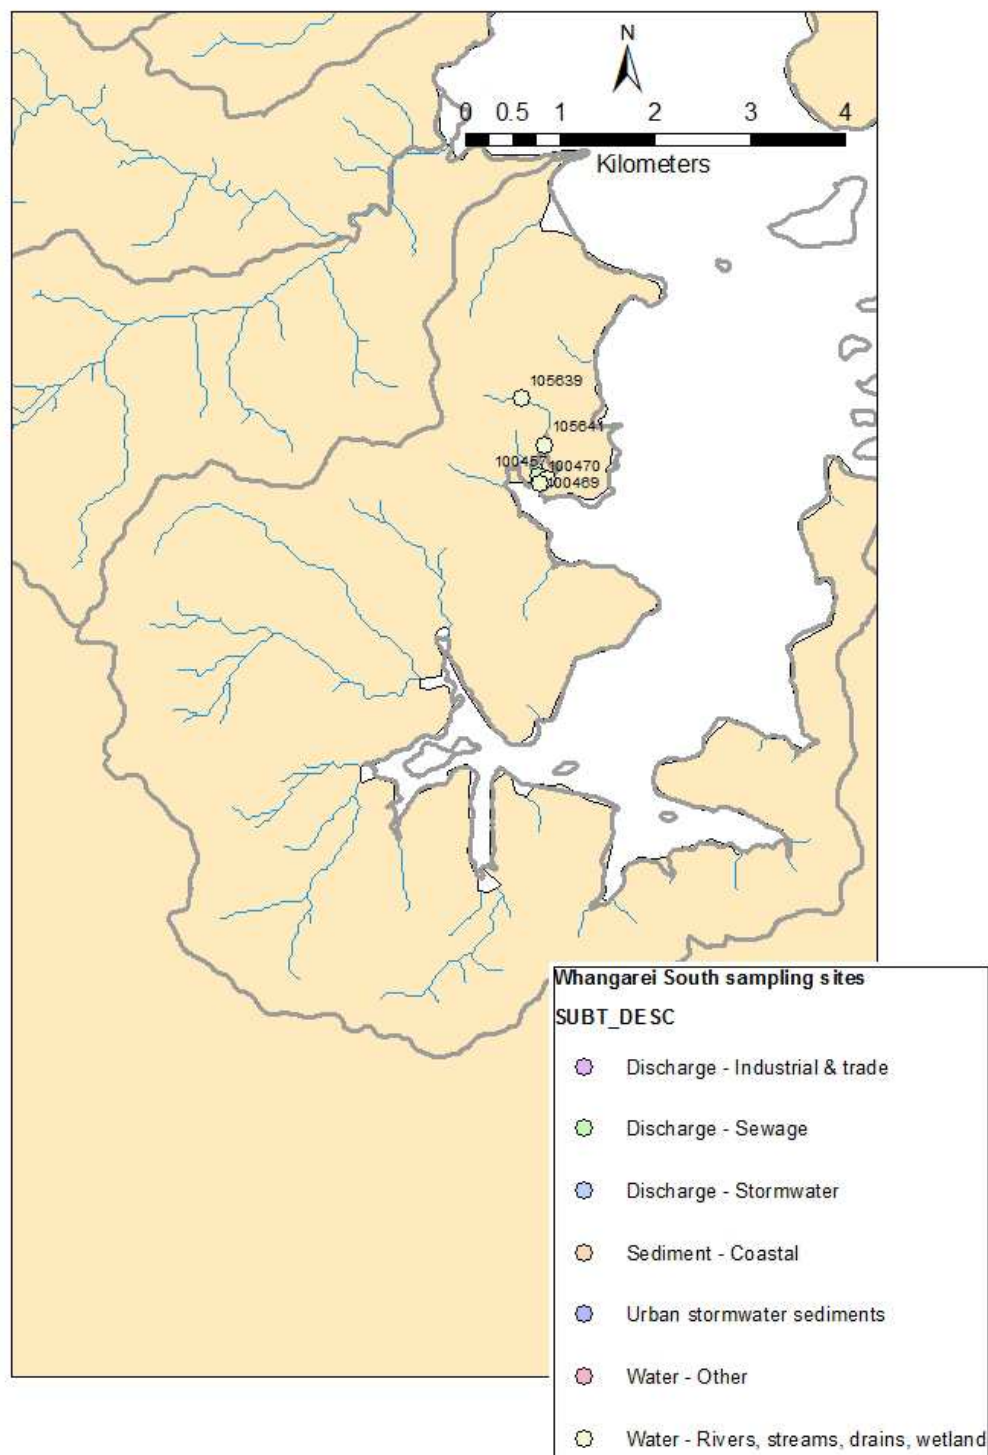 N
0 0.5 1 2 3 4
Kilometers
105639
105641
100457 100470
100469
Whangarei South sampling sites
SUBT_DESC
Discharge - Industrial & trade
Discharge - Sewage
Discharge - Stormwater
Sediment - Coastal
Urban stormwater sediments
Water - Other
Water - Rivers, streams, drains, wetland